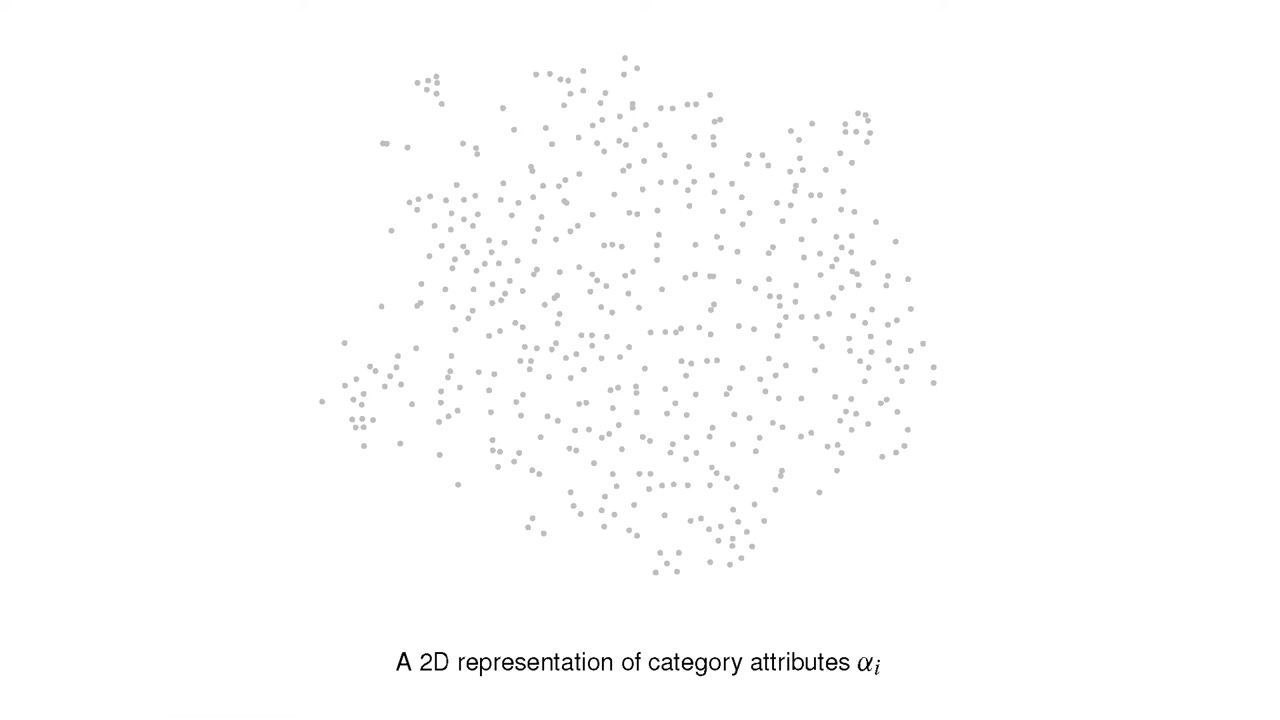 A 2D representation of category attributes αᵢ